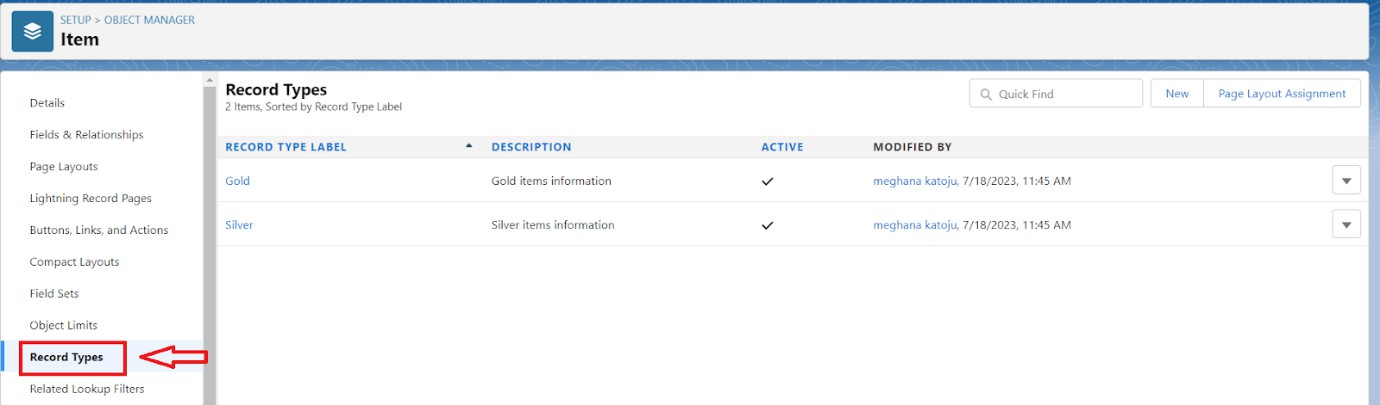 SETUP > OBJECT MANAGER
Item
Details
Fields & Relationships
Page Layouts
Lightning Record Pages
Buttons, Links, and Actions
Compact Layouts
Field Sets
Object Limits
Record Types
Related Lookup Filters
Record Types
2 Items, Sorted by Record Type Label
Quick Find
New
Page Layout Assignment
RECORD TYPE LABEL DESCRIPTION ACTIVE MODIFIED BY
Gold Gold items information meghana katoju, 7/18/2023, 11:45 AM
Silver Silver items information meghana katoju, 7/18/2023, 11:45 AM